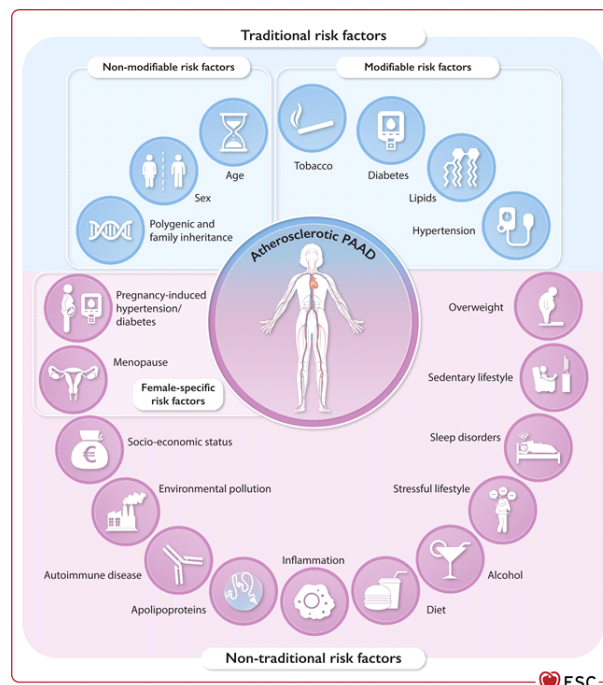 Traditional risk factors
Non-modifiable risk factors
Modifiable risk factors
Tobacco
Diabetes
Age
Lipids
Sex
Polygenic and
family inheritance
Hypertension
Atherosclerotic PAAD
Pregnancy-induced
hypertension/
diabetes
Overweight
Menopause
Sedentary lifestyle
Female-specific
risk factors
Socio-economic status
€
Sleep disorders
Environmental pollution
Stressful lifestyle
Inflammation
Autoimmune disease
Alcohol
Apolipoproteins
Diet
Non-traditional risk factors
ESC